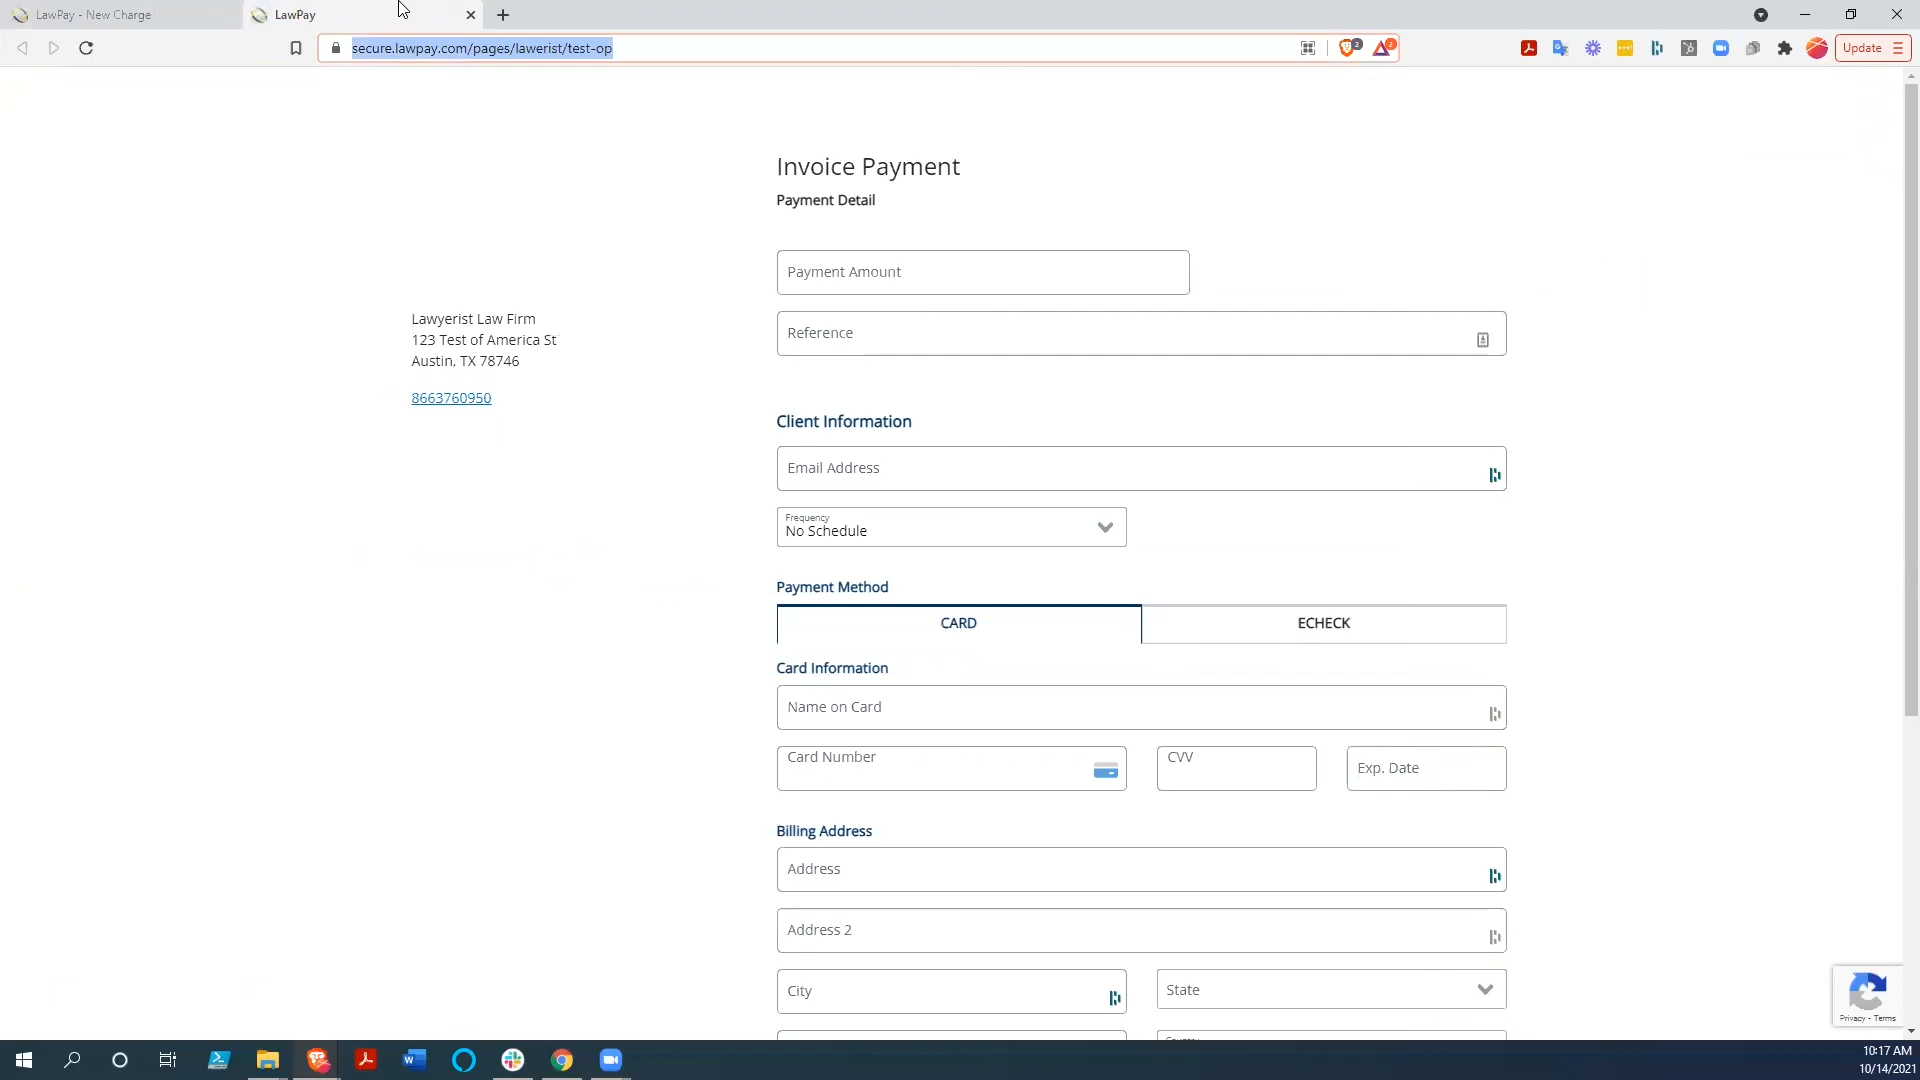 LawPay - New Charge
LawPay
secure.lawpay.com/pages/lawerist/test-op
2
2
Update
Invoice Payment
Payment Detail
Payment Amount
Reference
Lawyerist Law Firm
123 Test of America St
Austin, TX 78746
8663760950
Client Information
Email Address
Frequency
No Schedule
Payment Method
CARD
ECHECK
Card Information
Name on Card
Card Number
CVV
Exp. Date
Billing Address
Address
Address 2
City
State
Privacy - Terms
10:17 AM
10/14/2021